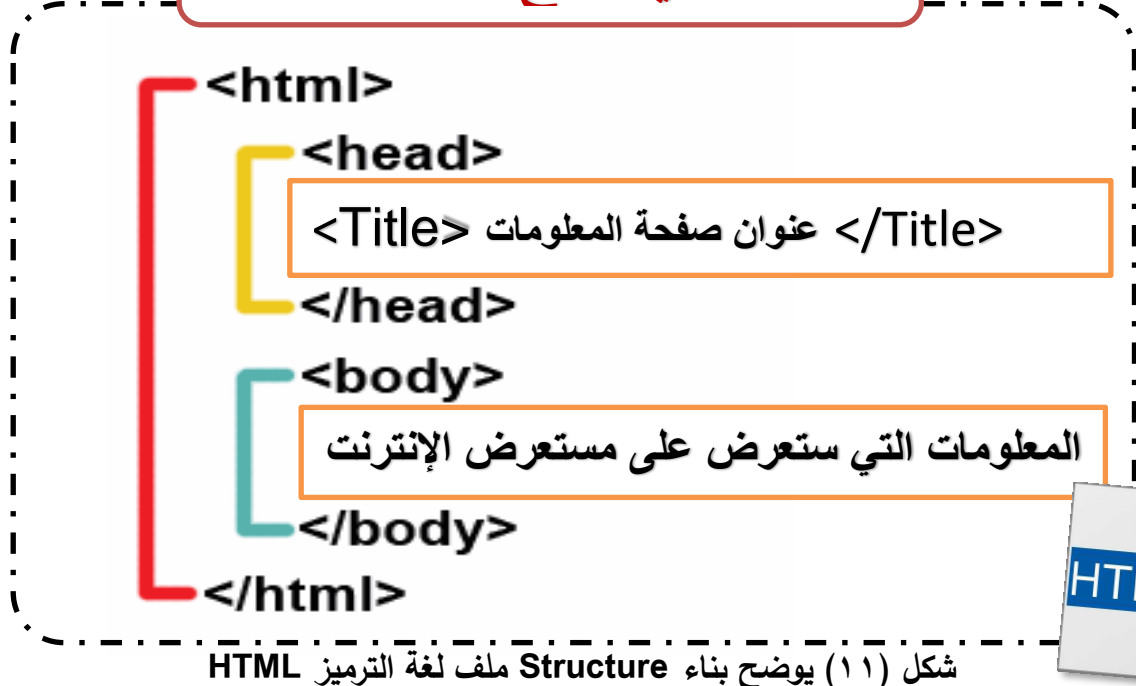 <html>
<head>
<Title> عنوان صفحة المعلومات </Title>
</head>
<body>
المعلومات التي ستعرض على مستعرض الإنترنت
</body>
</html>
شكل (١١) يوضح بناء Structure ملف لغة الترميز HTML